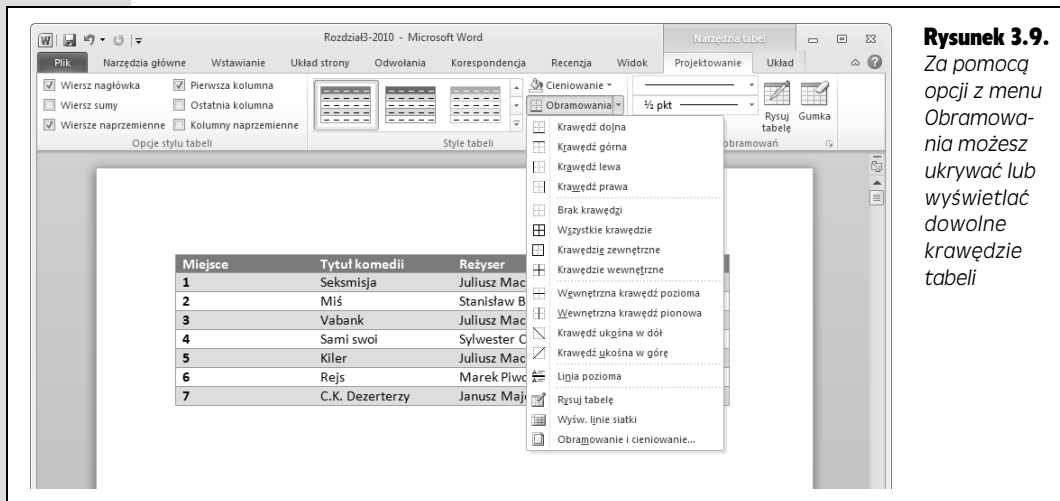 Rozdział3-2010 - Microsoft Word
Narzędzia tabel
Plik Narzędzia główne Wstawianie Układ strony Odwołania Korespondencja Recenzja Widok Projektowanie Układ
Wiersz nagłówka Pierwsza kolumna
Wiersz sumy Ostatnia kolumna
Wiersze naprzemienne Kolumny naprzemienne
Opcje stylu tabeli
Style tabeli
Cieniowanie
Obramowania
½ pkt
Rysuj tabelę
Gumka
obramowań
Krawędź dolna
Krawędź górna
Krawędź lewa
Krawędź prawa
Brak krawędzi
Wszystkie krawędzie
Krawędzie zewnętrzne
Krawędzie wewnętrzne
Wewnętrzna krawędź pozioma
Wewnętrzna krawędź pionowa
Krawędź ukośna w dół
Krawędź ukośna w górę
Linia pozioma
Rysuj tabelę
Wyśw. linie siatki
Obramowanie i cieniowanie...
Miejsce Tytuł komedii Reżyser
1 Seksmisja Juliusz Mac
2 Miś Stanisław B
3 Vabank Juliusz Mac
4 Sami swoi Sylwester C
5 Kiler Juliusz Mac
6 Rejs Marek Piwo
7 C.K. Dezerterzy Janusz Maje
Rysunek 3.9.
Za pomocą
opcji z menu
Obramowa-
nia możesz
ukrywać lub
wyświetlać
dowolne
krawędzie
tabeli